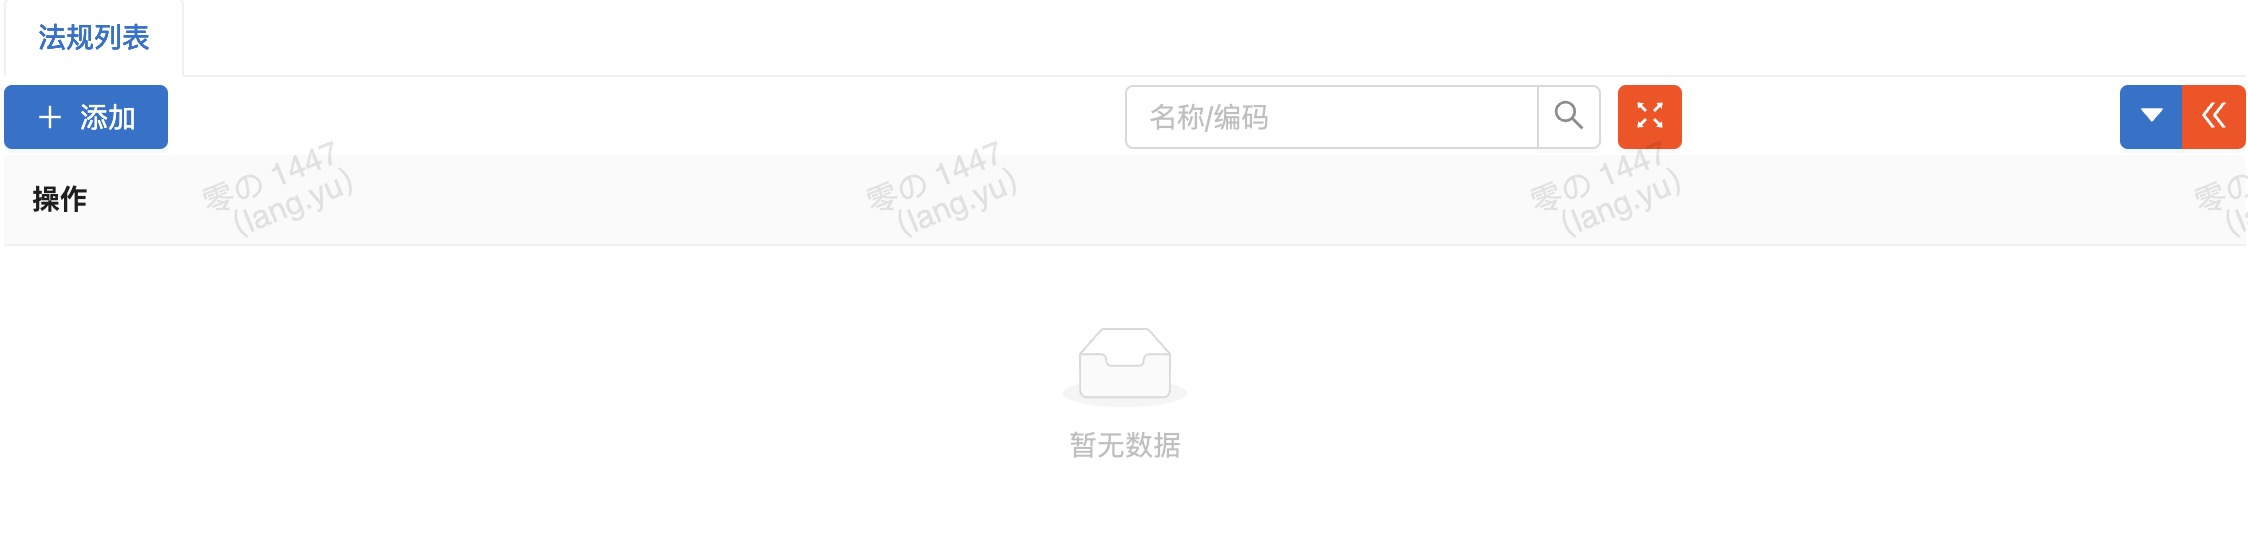 法规列表
添加
名称/编码
操作
零の 1447
(lang.yu)
零の 1447
(lang.yu)
零の 1447
(lang.yu)
零の
(la
暂无数据